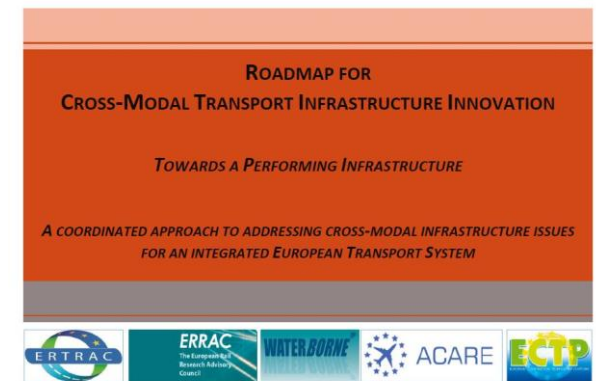 ROADMAP FOR
CROSS-MODAL TRANSPORT INFRASTRUCTURE INNOVATION
TOWARDS A PERFORMING INFRASTRUCTURE
A COORDINATED APPROACH TO ADDRESSING CROSS-MODAL INFRASTRUCTURE ISSUES
FOR AN INTEGRATED EUROPEAN TRANSPORT SYSTEM
ERTRAC
ERRAC
The European Rail
Research Advisory
Council
WATERBORNE
ACARE
ECTP